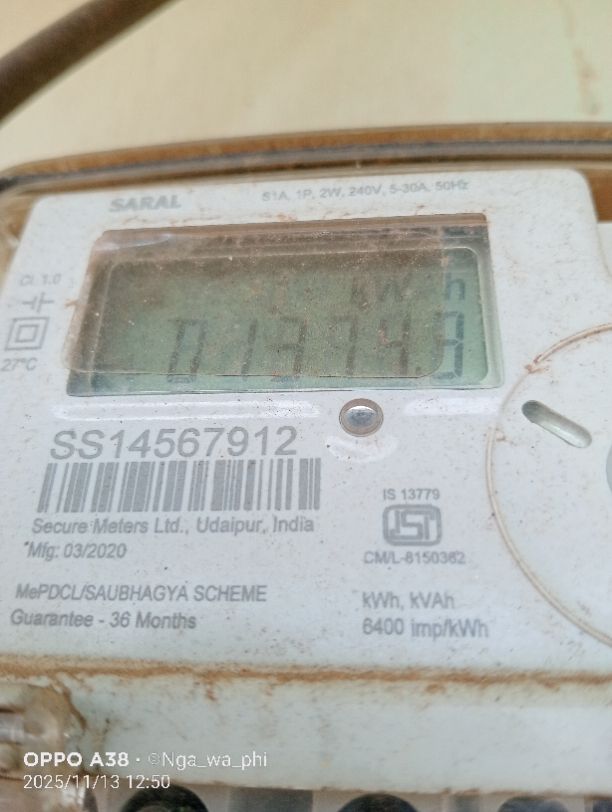 SARAL
S1A, 1P, 2W, 240V, 5-30A, 50Hz
Cl. 1.0
27°C
kWh
01374.3
SS14567912
Secure Meters Ltd., Udaipur, India
Mfg: 03/2020
IS 13779
ISI
CM/L-8150362
MePDCL/SAUBHAGYA SCHEME
Guarantee - 36 Months
kWh, kVAh
6400 imp/kWh
OPPO A38 · ©Nga_wa_phi
2025/11/13 12:50